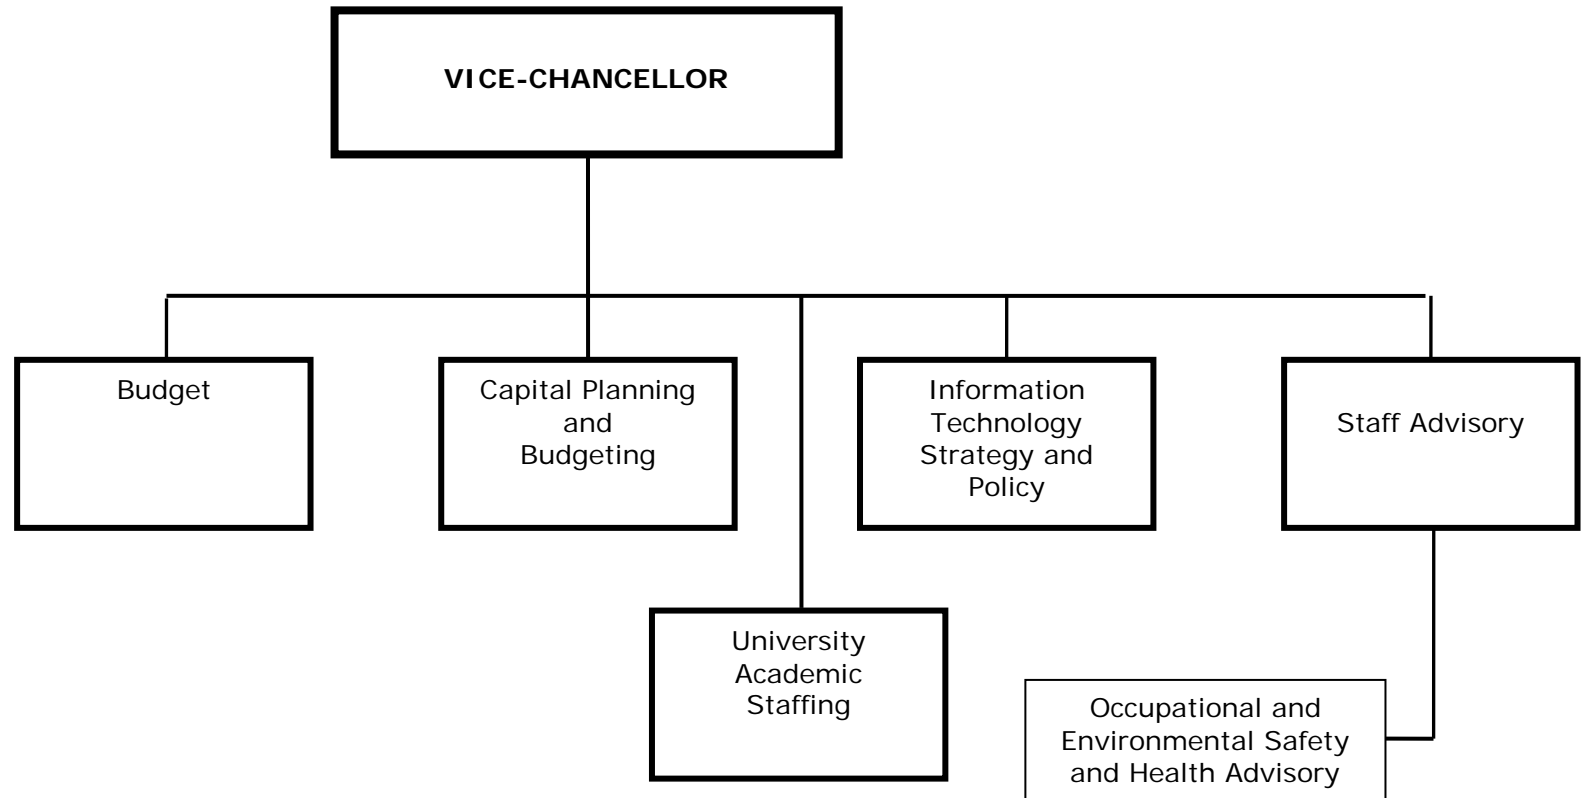 VICE-CHANCELLOR
Budget
Capital Planning
and
Budgeting
Information
Technology
Strategy and
Policy
Staff Advisory
University
Academic
Staffing
Occupational and
Environmental Safety
and Health Advisory